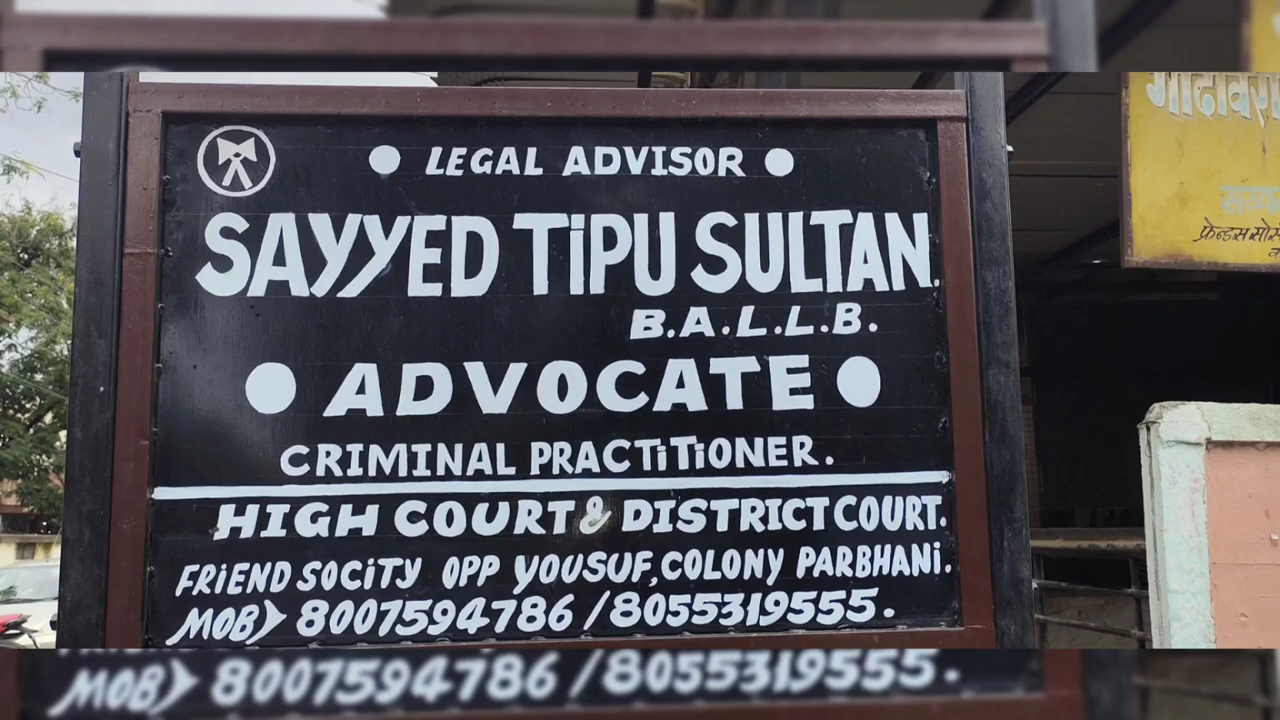 LEGAL ADVISOR
SAYYED TiPU SULTAN.
B.A.L.L.B.
ADVOCATE
CRIMINAL PRACTiTiONER.
HIGH COURT & DISTRICT COURT.
FRiEND SOCiTY OPP YOUSUF, COLONY PARBHANi.
MOB> 8007594786 / 8055319555.
MOB> 8007594786 / 8055319555.